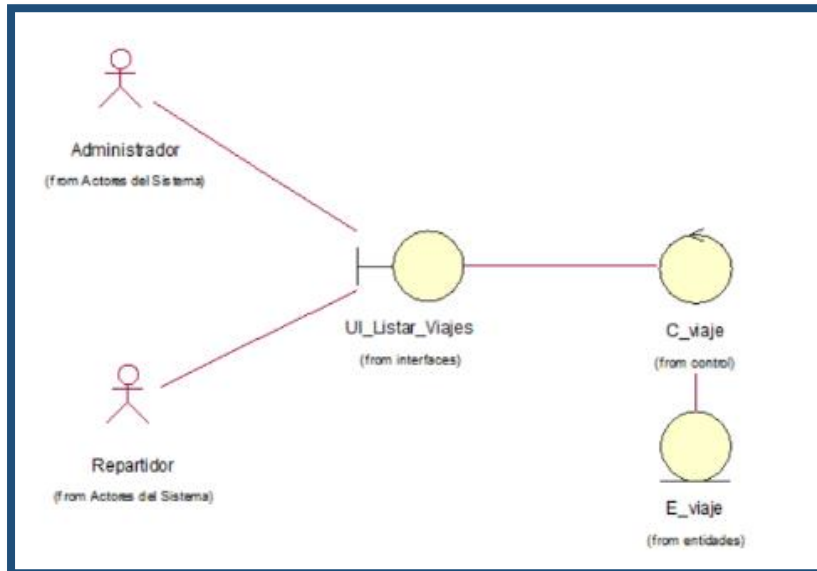 Administrador
(from Actores del Sistema)
UI_Listar_Viajes
(from interfaces)
C_viaje
(from control)
Repartidor
(from Actores del Sistema)
E_viaje
(from entidades)